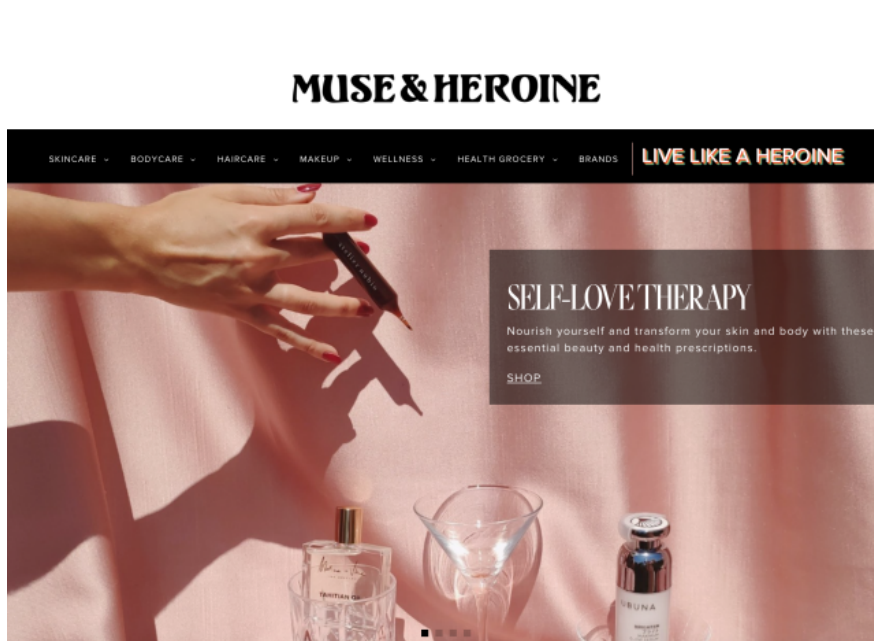 MUSE & HEROINE
SKINCARE BODYCARE HAIRCARE MAKEUP WELLNESS HEALTH GROCERY BRANDS LIVE LIKE A HEROINE
SELF-LOVE THERAPY
Nourish yourself and transform your skin and body with these
essential beauty and health prescriptions.
SHOP
TAHITIAN